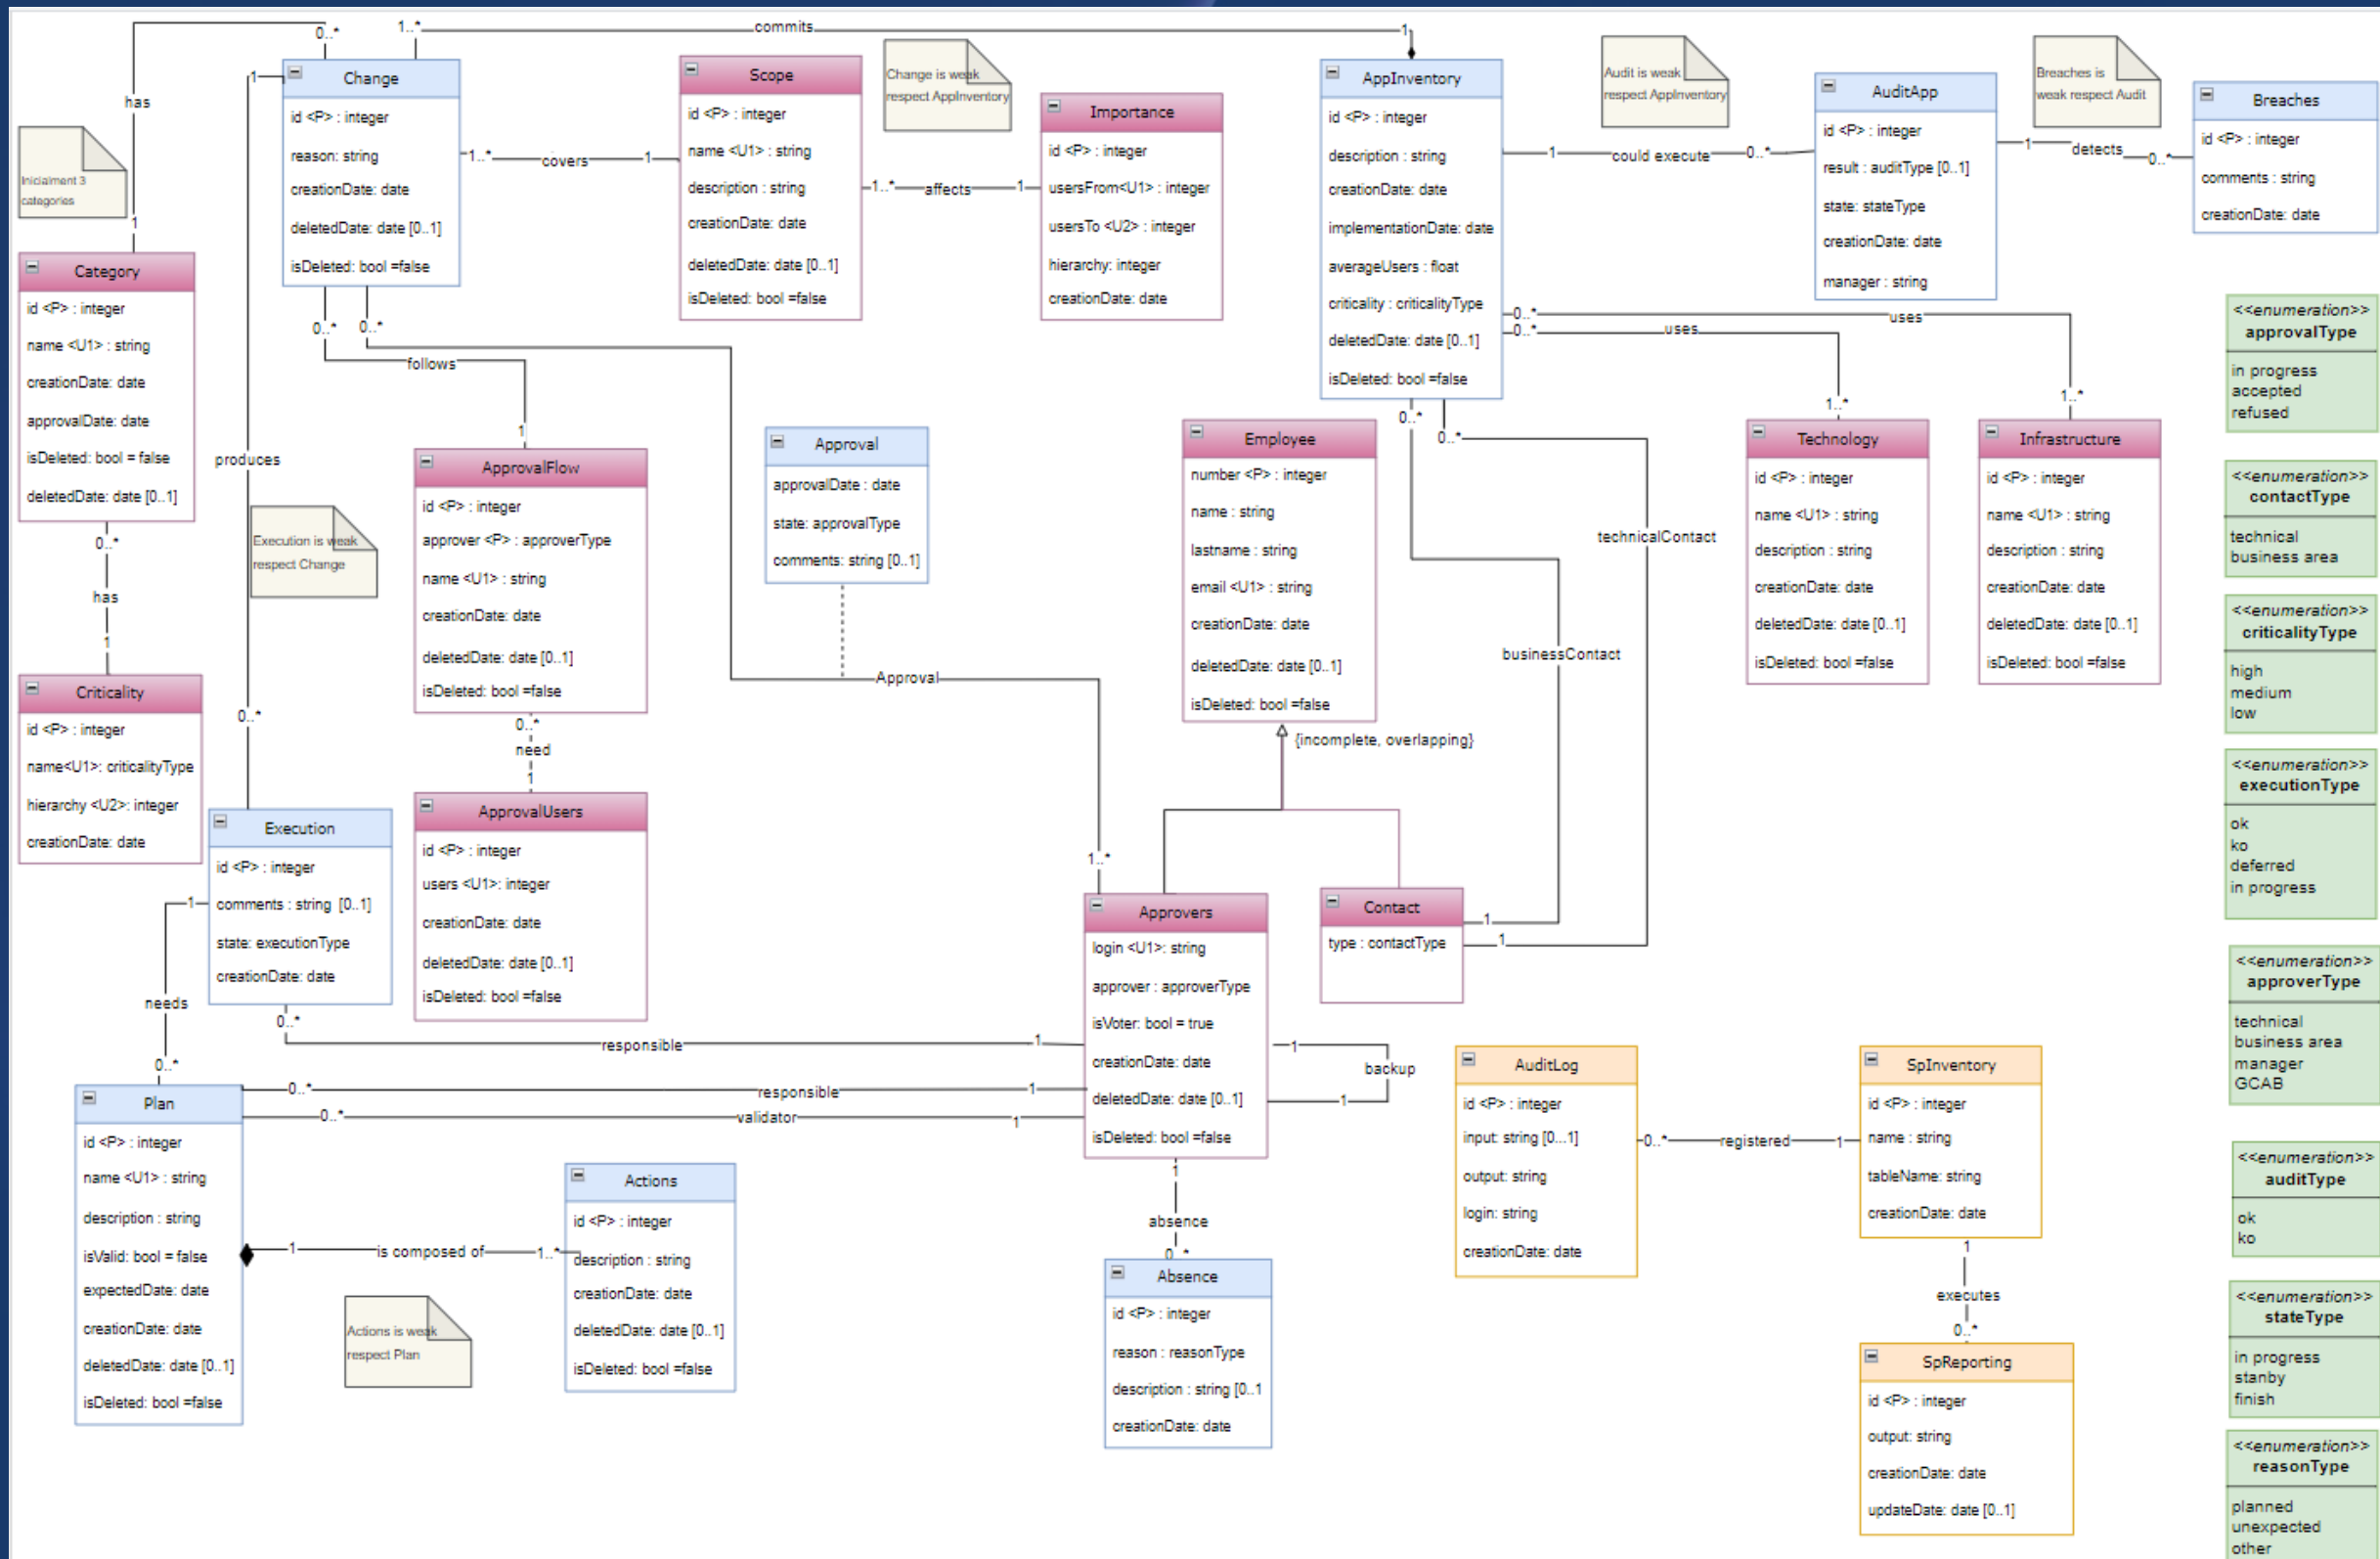 0..*
1..*
commits
1
has
1
Change
id <P> : integer
reason: string
creationDate: date
deletedDate: date [0..1]
isDeleted: bool =false
1..*
covers
1
Scope
id <P> : integer
name <U1> : string
description : string
creationDate: date
deletedDate: date [0..1]
isDeleted: bool =false
Change is weak
respect AppInventory
1..*
affects
1
Importance
id <P> : integer
usersFrom<U1> : integer
usersTo <U2> : integer
hierarchy: integer
creationDate: date
AppInventory
id <P> : integer
description : string
creationDate: date
implementationDate: date
averageUsers : float
criticality : criticalityType
deletedDate: date [0..1]
isDeleted: bool =false
Audit is weak
respect AppInventory
1
could execute
0..*
AuditApp
id <P> : integer
result : auditType [0..1]
state: stateType
creationDate: date
manager : string
Breaches is
weak respect Audit
1
detects
0..*
Breaches
id <P> : integer
comments : string
creationDate: date
Inicialment 3
categories
1
Category
id <P> : integer
name <U1> : string
creationDate: date
approvalDate: date
isDeleted: bool = false
deletedDate: date [0..1]
0..*
has
1
Criticality
id <P> : integer
name<U1>: criticalityType
hierarchy <U2>: integer
creationDate: date
produces
0..*
Execution is weak
respect Change
0..*
0..*
follows
1
ApprovalFlow
id <P> : integer
approver <P> : approverType
name <U1> : string
creationDate: date
deletedDate: date [0..1]
isDeleted: bool =false
0..*
need
1
ApprovalUsers
id <P> : integer
users <U1>: integer
creationDate: date
deletedDate: date [0..1]
isDeleted: bool =false
Approval
approvalDate : date
state: approvalType
comments: string [0..1]
Approval
1..*
Employee
number <P> : integer
name : string
lastname : string
email <U1> : string
creationDate: date
deletedDate: date [0..1]
isDeleted: bool =false
{incomplete, overlapping}
0..*
0..*
technicalContact
businessContact
0..*
uses
0..*
uses
1..*
1..*
Technology
id <P> : integer
name <U1> : string
description : string
creationDate: date
deletedDate: date [0..1]
isDeleted: bool =false
Infrastructure
id <P> : integer
name <U1> : string
description : string
creationDate: date
deletedDate: date [0..1]
isDeleted: bool =false
Execution
id <P> : integer
comments : string [0..1]
state: executionType
creationDate: date
1
needs
0..*
0..*
responsible
1
0..*
responsible
1
0..*
validator
1
Approvers
login <U1>: string
approver : approverType
isVoter: bool = true
creationDate: date
deletedDate: date [0..1]
isDeleted: bool =false
Contact
type : contactType
1
1
1
backup
1
1
absence
0..*
Absence
id <P> : integer
reason : reasonType
description : string [0..1
creationDate: date
Plan
id <P> : integer
name <U1> : string
description : string
isValid: bool = false
expectedDate: date
creationDate: date
deletedDate: date [0..1]
isDeleted: bool =false
1
is composed of
1..*
Actions is weak
respect Plan
Actions
id <P> : integer
description : string
creationDate: date
deletedDate: date [0..1]
isDeleted: bool =false
AuditLog
id <P> : integer
input: string [0...1]
output: string
login: string
creationDate: date
0..*
registered
1
SpInventory
id <P> : integer
name : string
tableName: string
creationDate: date
1
executes
0..*
SpReporting
id <P> : integer
output: string
creationDate: date
updateDate: date [0..1]
<<enumeration>>
approvalType
in progress
accepted
refused
<<enumeration>>
contactType
technical
business area
<<enumeration>>
criticalityType
high
medium
low
<<enumeration>>
executionType
ok
ko
deferred
in progress
<<enumeration>>
approverType
technical
business area
manager
GCAB
<<enumeration>>
auditType
ok
ko
<<enumeration>>
stateType
in progress
stanby
finish
<<enumeration>>
reasonType
planned
unexpected
other